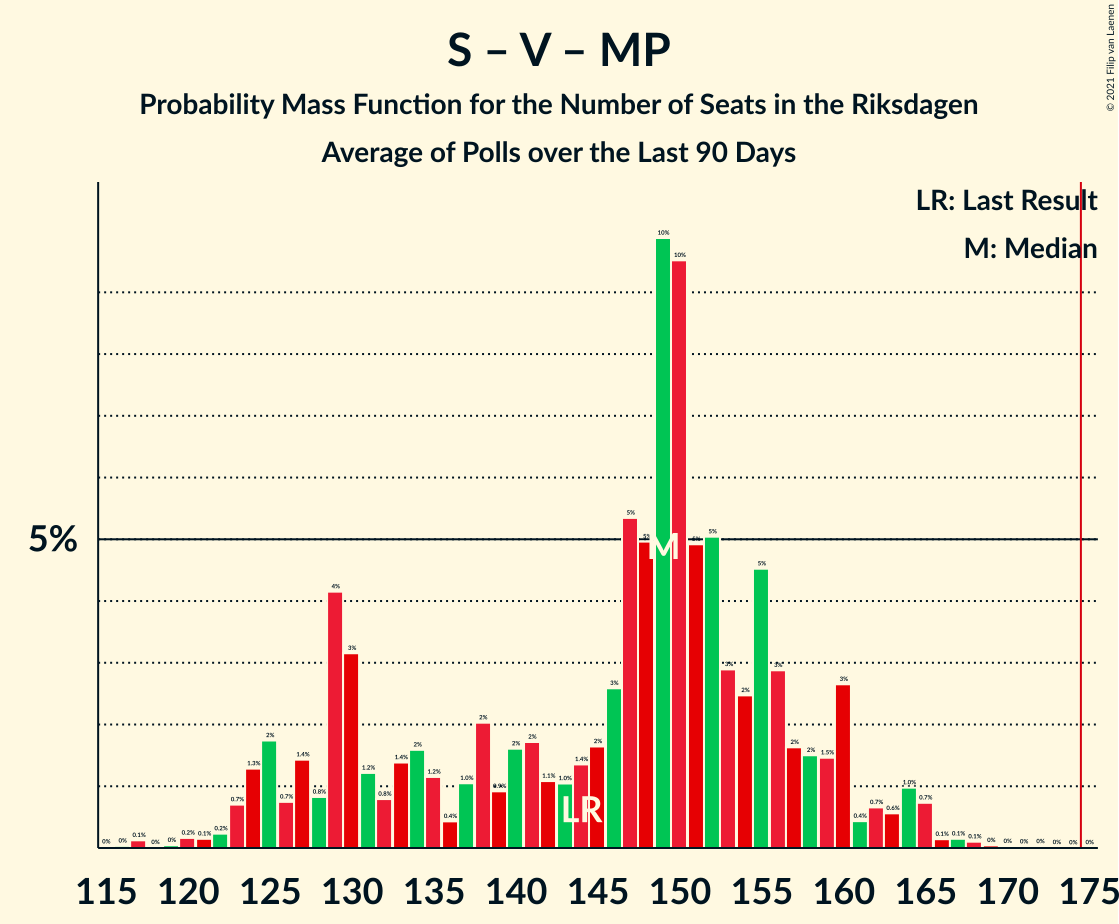 S – V – MP
Probability Mass Function for the Number of Seats in the Riksdagen
Average of Polls over the Last 90 Days
© 2021 Filip van Laenen
LR: Last Result
M: Median
5%
0% 0% 0.1% 0% 0% 0.2% 0.1% 0.2% 0.7% 1.3% 2% 0.7% 1.4% 0.8% 4% 3% 1.2% 0.8% 1.4% 2% 1.2% 0.4% 1.0% 2% 0.9% 2% 2% 1.1% 1.0% 1.4% 2% 3% 5% 5% 10% 10% 5% 5% 3% 2% 5% 3% 2% 2% 1.5% 3% 0.4% 0.7% 0.6% 1.0% 0.7% 0.1% 0.1% 0.1% 0% 0% 0% 0% 0% 0% 0%
M
LR
115 120 125 130 135 140 145 150 155 160 165 170 175